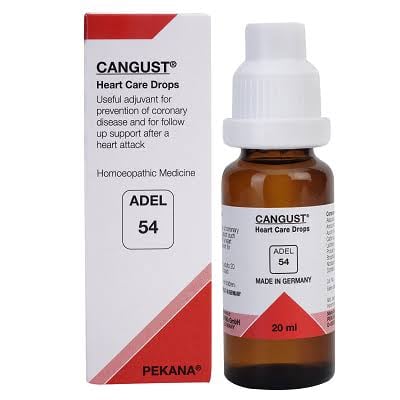 CANGUST®
Heart Care Drops
Useful adjuvant for
prevention of coronary
disease and for follow
up support after a
heart attack
Homoeopathic Medicine
ADEL
54
PEKANA®
CANGUST®
Heart Care Drops
ADEL
54
MADE IN GERMANY
20 ml